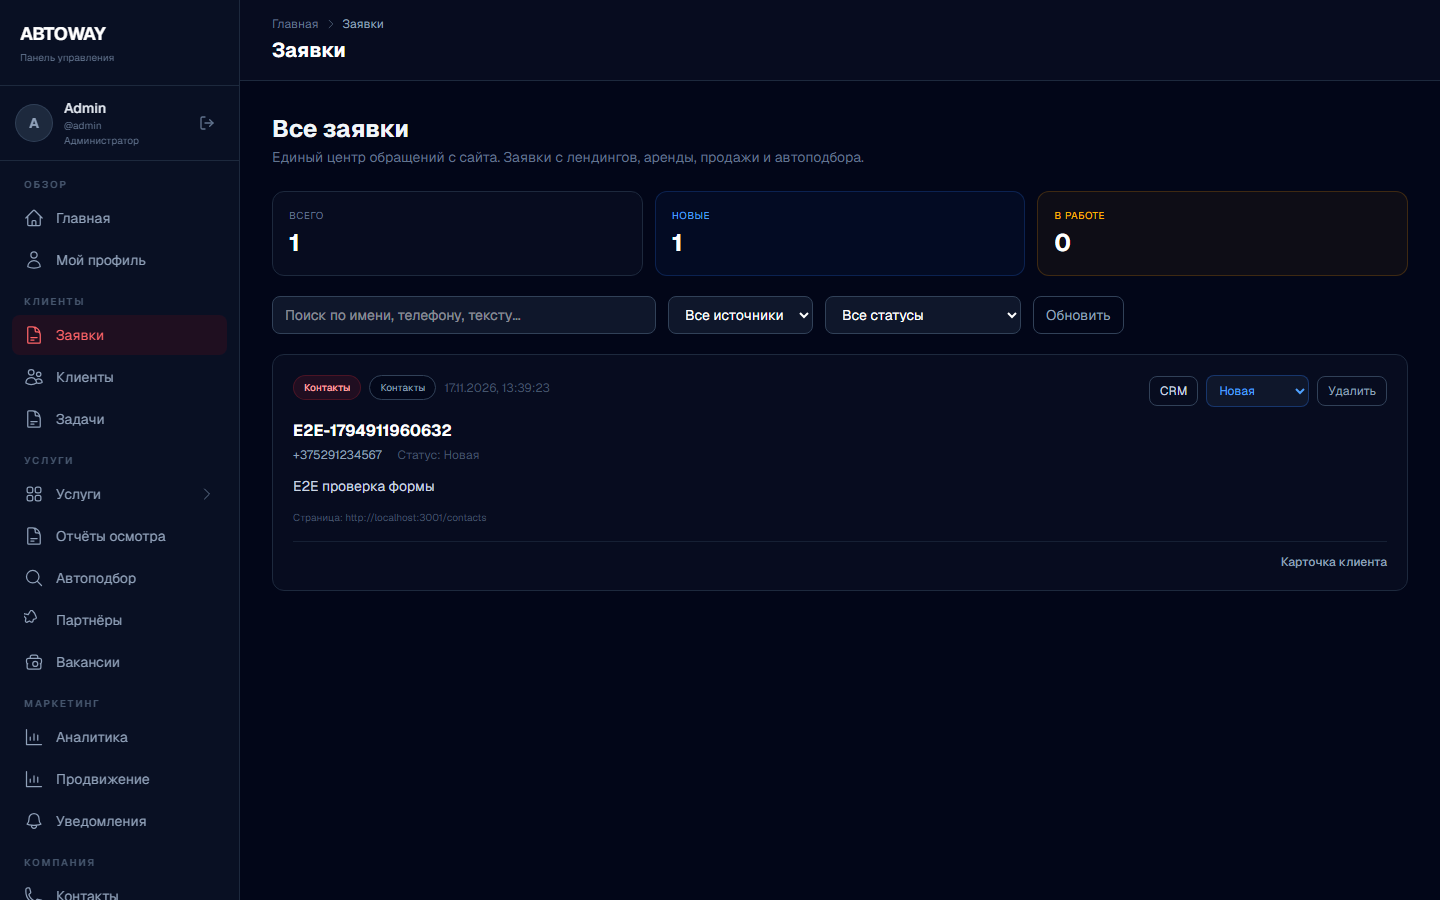 АВТОWAY
Панель управления
A
Admin
@admin
Администратор
ОБЗОР
Главная
Мой профиль
КЛИЕНТЫ
Заявки
Клиенты
Задачи
УСЛУГИ
Услуги
Отчёты осмотра
Автоподбор
Партнёры
Вакансии
МАРКЕТИНГ
Аналитика
Продвижение
Уведомления
КОМПАНИЯ
Контакты
Главная > Заявки
Заявки
Все заявки
Единый центр обращений с сайта. Заявки с лендингов, аренды, продажи и автоподбора.
ВСЕГО
1
НОВЫЕ
1
В РАБОТЕ
0
Поиск по имени, телефону, тексту...
Все источники
Все статусы
Обновить
Контакты Контакты 17.11.2026, 13:39:23
CRM
Новая
Удалить
E2E-1794911960632
+375291234567 Статус: Новая
E2E проверка формы
Страница: http://localhost:3001/contacts
Карточка клиента